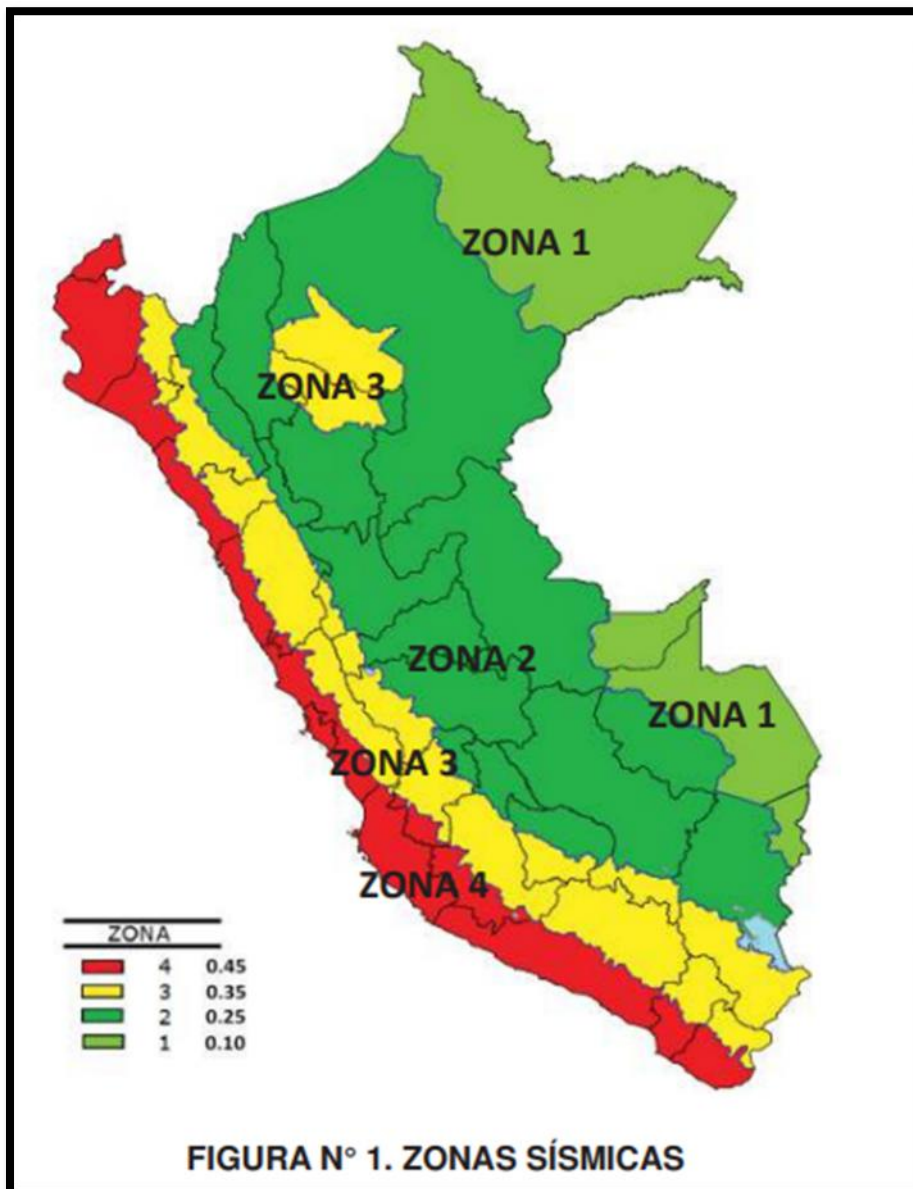 ZONA 1
ZONA 3
ZONA 2
ZONA 1
ZONA 3
ZONA 4
ZONA
4 0.45
3 0.35
2 0.25
1 0.10
FIGURA N° 1. ZONAS SÍSMICAS